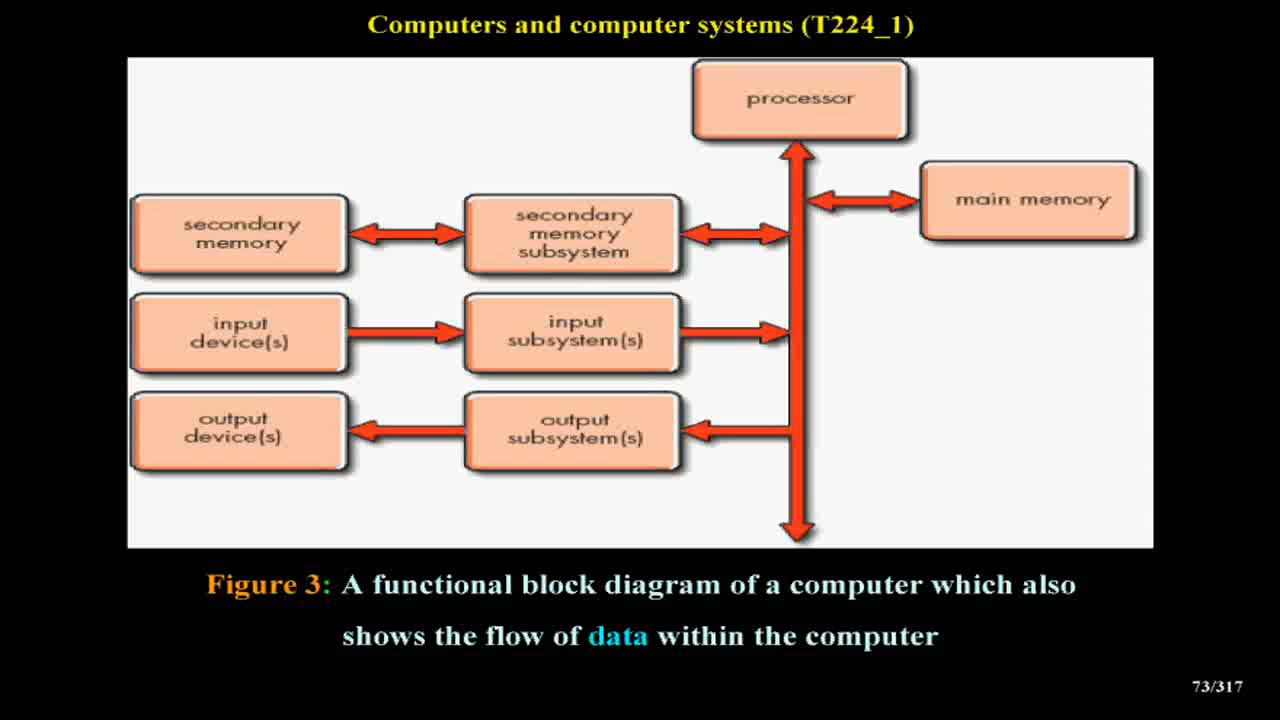 Computers and computer systems (T224_1)
processor
main memory
secondary
memory
secondary
memory
subsystem
input
device(s)
input
subsystem(s)
output
device(s)
output
subsystem(s)
Figure 3: A functional block diagram of a computer which also
shows the flow of data within the computer
73/317